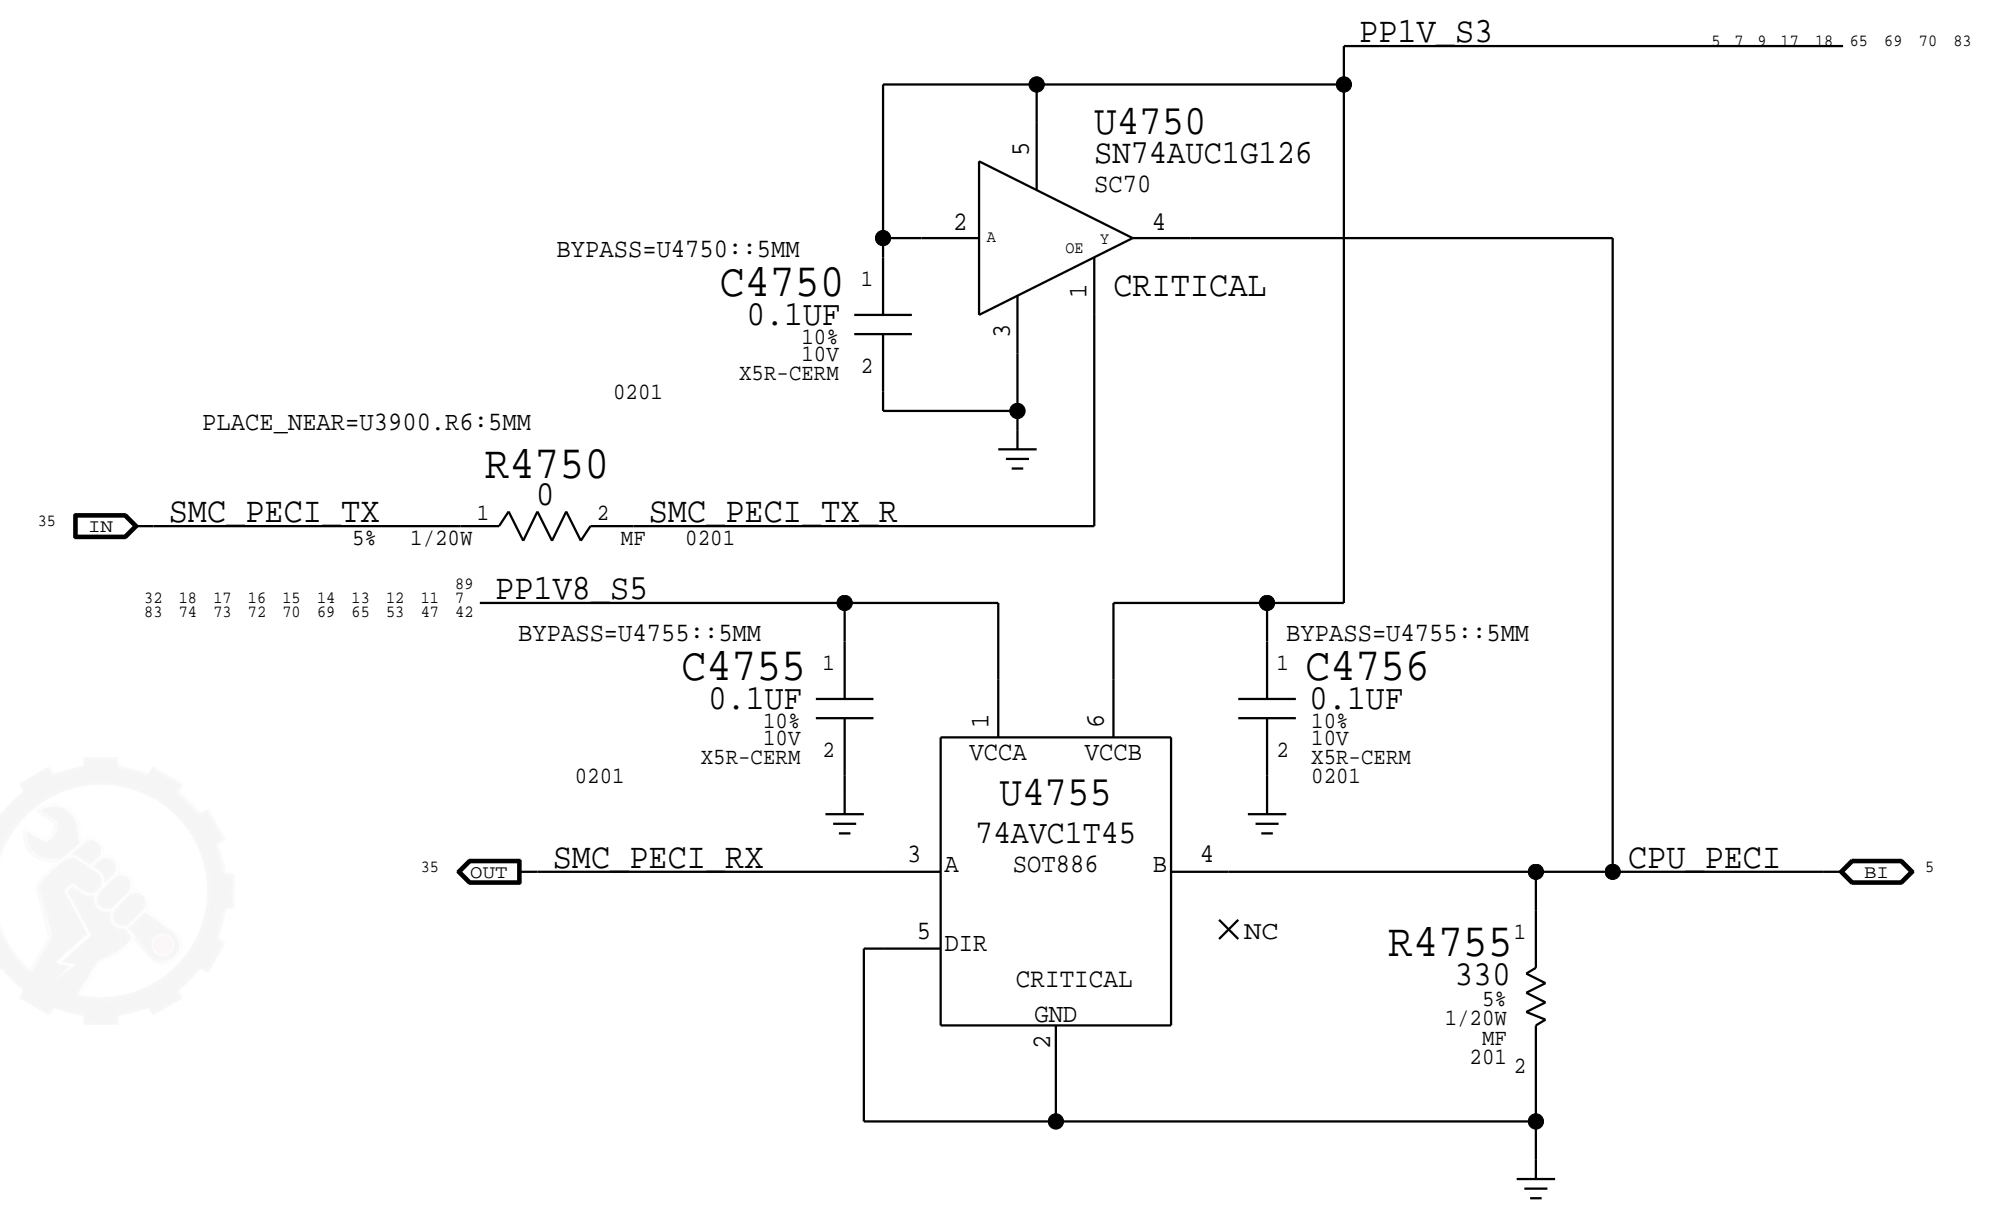 PP1V_S3
5 7 9 17 18 65 69 70 83
U4750
SN74AUC1G126
SC70
5
2
A
OE
Y
4
1
3
CRITICAL
BYPASS=U4750::5MM
C4750
1
0.1UF
10%
10V
X5R-CERM
2
0201
PLACE_NEAR=U3900.R6:5MM
R4750
0
35
IN
SMC_PECI_TX
1
2
SMC_PECI_TX_R
5%
1/20W
MF
0201
89
32 18 17 16 15 14 13 12 11 7
83 74 73 72 70 69 65 53 47 42
PP1V8_S5
BYPASS=U4755::5MM
C4755
1
0.1UF
10%
10V
X5R-CERM
2
0201
BYPASS=U4755::5MM
1
C4756
0.1UF
10%
10V
2
X5R-CERM
0201
1
6
VCCA
VCCB
U4755
74AVC1T45
SOT886
35
OUT
SMC_PECI_RX
3
A
B
4
CPU_PECI
BI
5
5
DIR
NC
CRITICAL
GND
2
R4755
1
330
5%
1/20W
MF
201
2